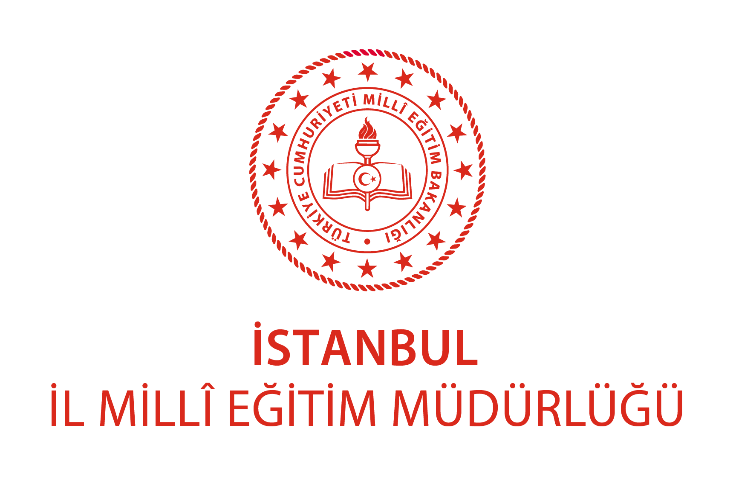 TÜRKİYE CUMHURİYETİ MİLLÎ EĞİTİM BAKANLIĞI
İSTANBUL
İL MİLLÎ EĞİTİM MÜDÜRLÜĞÜ